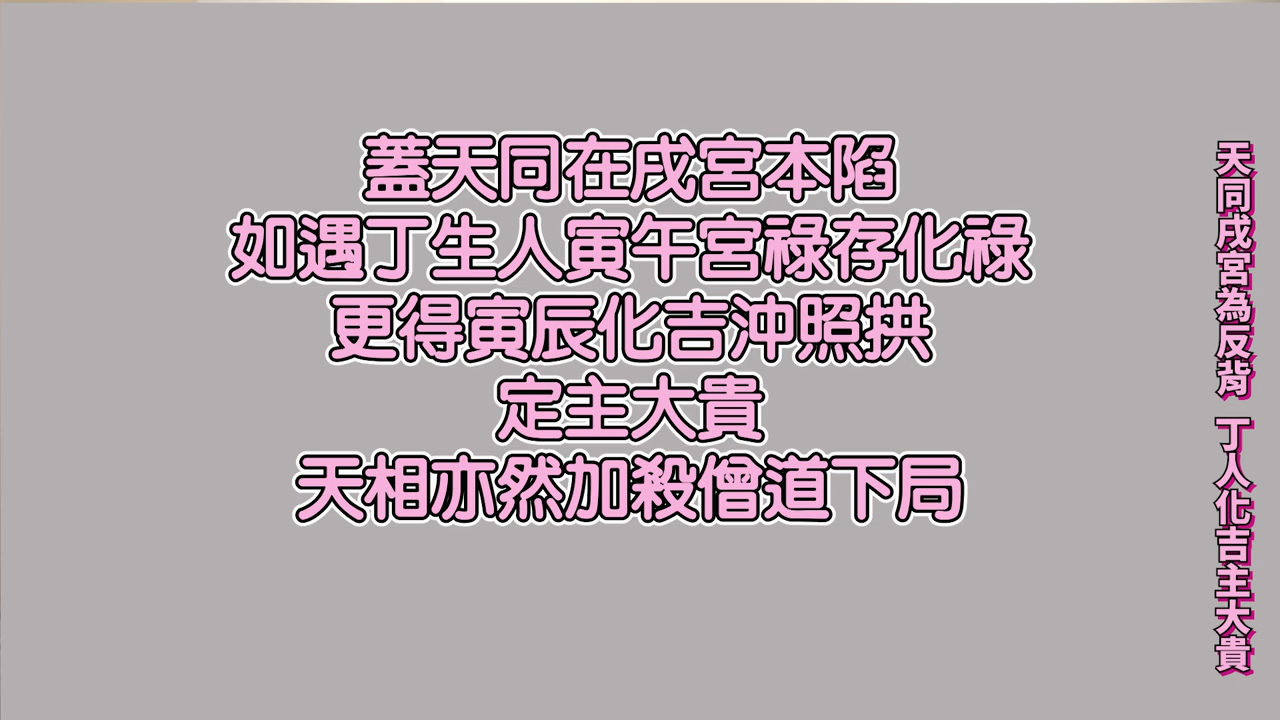 蓋天同在戌宮本陷
如遇丁生人寅午宮祿存化祿
更得寅辰化吉沖照拱
定主大貴
天相亦然加殺僧道下局
天同戌宮為反背 丁人化吉主大貴